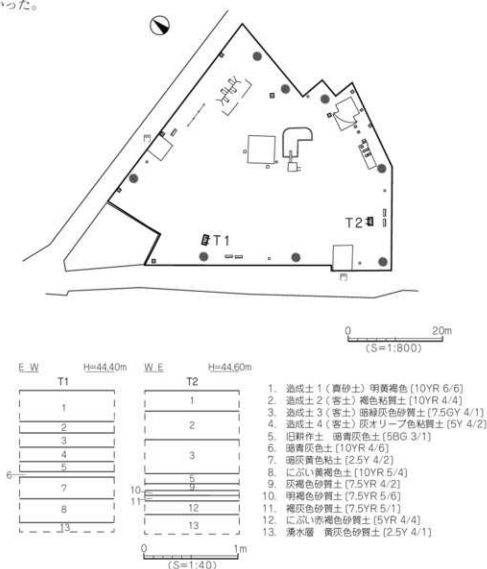 いった。
門
T1
T2
門
0 20m
(S=1:800)
E W H=44.40m W E H=44.60m
T1 T2
1
2
3
4
5
6
7
8
13
1
2
3
5
9
10
11
12
13
0 1m
(S=1:40)
1. 造成土1（真砂土）明黄褐色 [10YR 6/6]
2. 造成土2（客土）褐色粘質土 [10YR 4/4]
3. 造成土3（客土）暗緑灰色砂質土 [7.5GY 4/1]
4. 造成土4（客土）灰オリーブ色粘質土 [5Y 4/2]
5. 旧耕作土 暗青灰色土 [5BG 3/1]
6. 暗青灰色土 [10YR 4/6]
7. 暗灰黄色粘土 [2.5Y 4/2]
8. にぶい黄褐色土 [10YR 5/4]
9. 灰褐色砂質土 [7.5YR 4/2]
10. 明褐色砂質土 [7.5YR 5/6]
11. 褐灰色砂質土 [7.5YR 5/1]
12. にぶい赤褐色砂質土 [5YR 4/4]
13. 湧水層 黄灰色砂質土 [2.5Y 4/1]